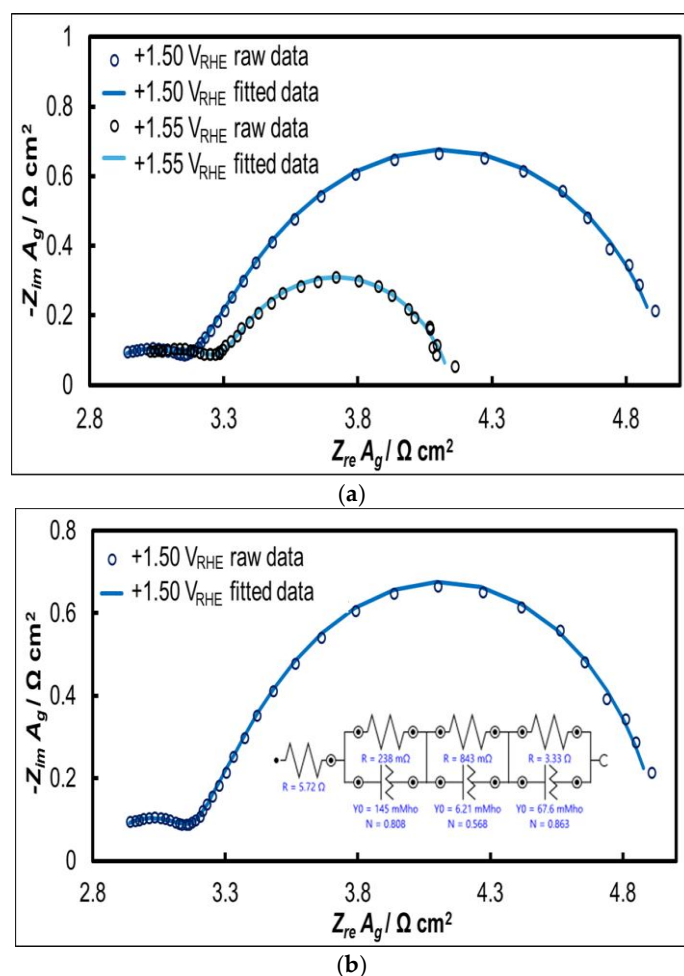 1
0.8
0.6
0.4
0.2
0
2.8 3.3 3.8 4.3 4.8
-Zim Ag / Ω cm²
Zre Ag / Ω cm²
+1.50 VRHE raw data
+1.50 VRHE fitted data
+1.55 VRHE raw data
+1.55 VRHE fitted data
(a)
0.8
0.6
0.4
0.2
0
2.8 3.3 3.8 4.3 4.8
-Zim Ag / Ω cm²
Zre Ag / Ω cm²
+1.50 VRHE raw data
+1.50 VRHE fitted data
R = 5.72 Ω
R = 238 mΩ
R = 843 mΩ
R = 3.33 Ω
Y0 = 145 mMho
N = 0.808
Y0 = 6.21 mMho
N = 0.568
Y0 = 67.6 mMho
N = 0.863
(b)